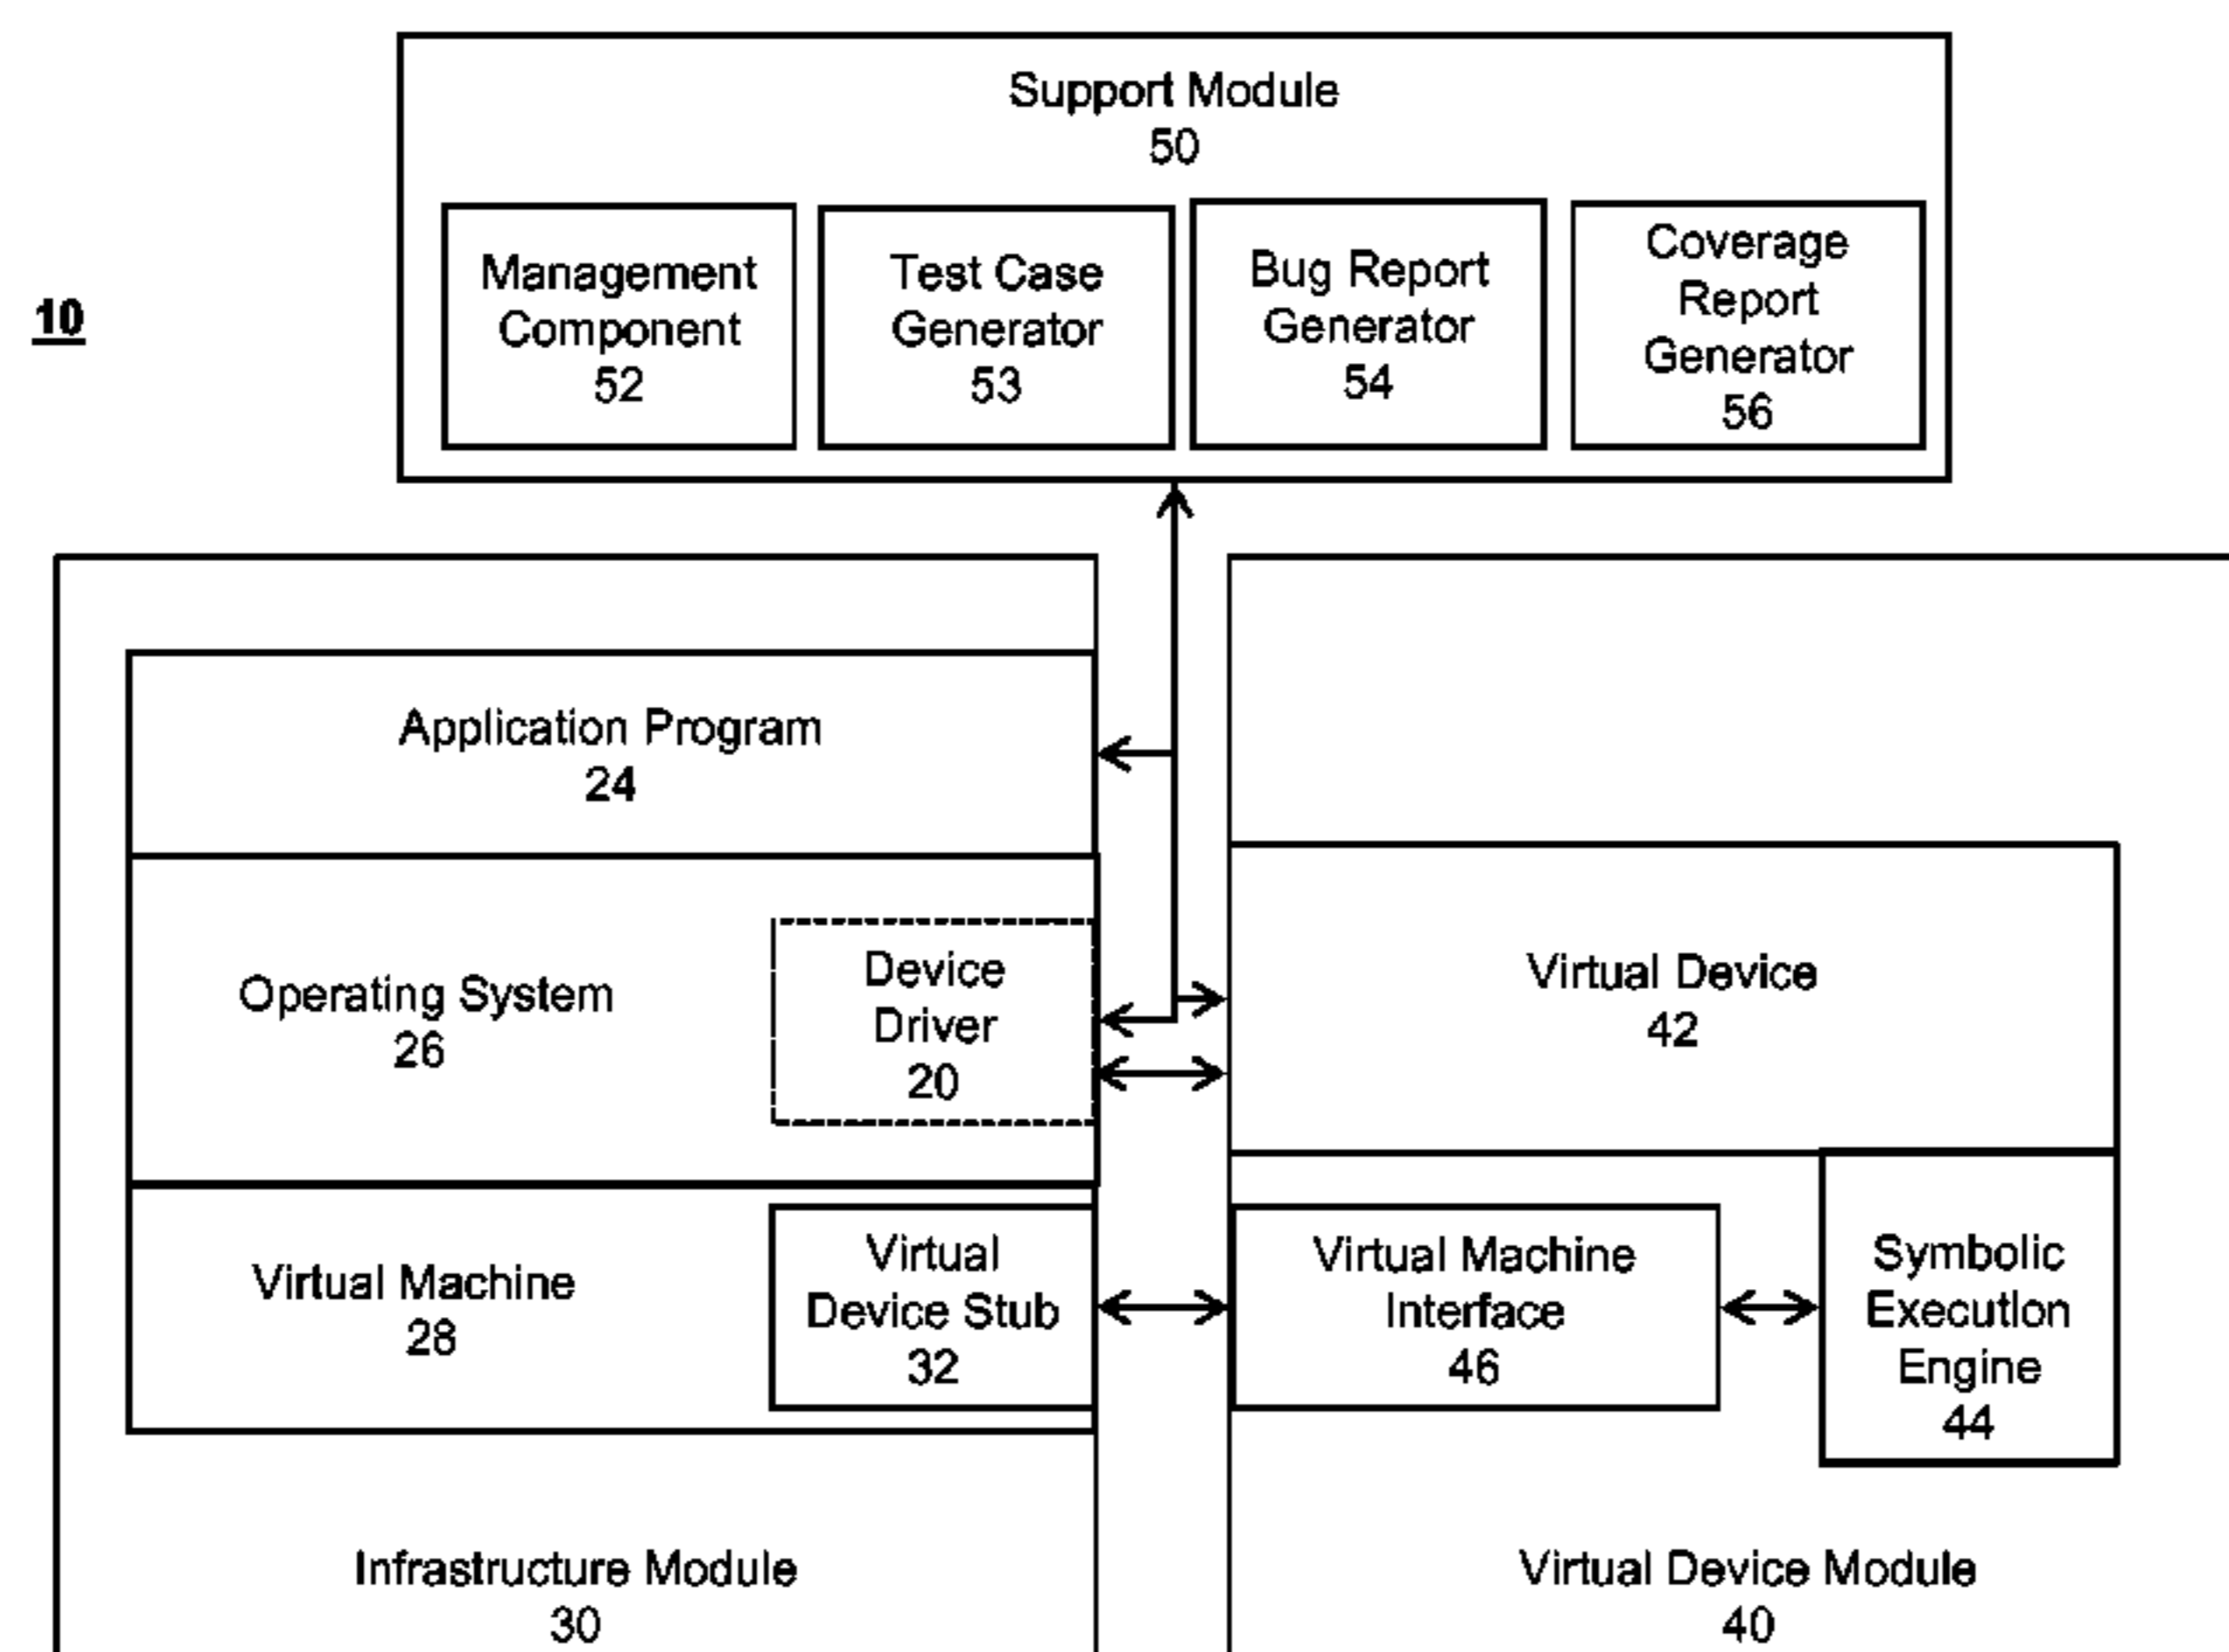 Support Module
50
Management
Component
52
Test Case
Generator
53
Bug Report
Generator
54
Coverage
Report
Generator
56
10
Application Program
24
Operating System
26
Device
Driver
20
Virtual Device
42
Virtual Machine
28
Virtual
Device Stub
32
Virtual Machine
Interface
46
Symbolic
Execution
Engine
44
Infrastructure Module
30
Virtual Device Module
40